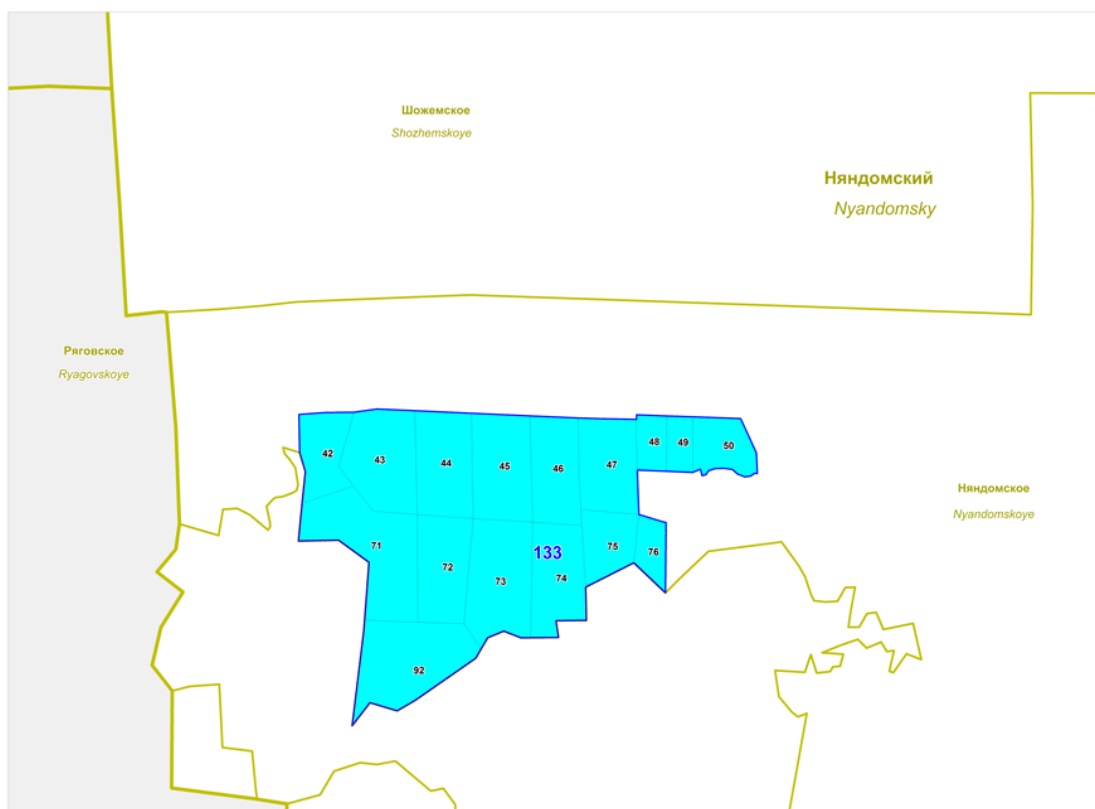 Шожемское
Shozhemskoye
Няндомский
Nyandomsky
Ряговское
Ryagovskoye
42
43
44
45
46
47
48
49
50
Няндомское
Nyandomskoye
71
72
73
133
74
75
76
92